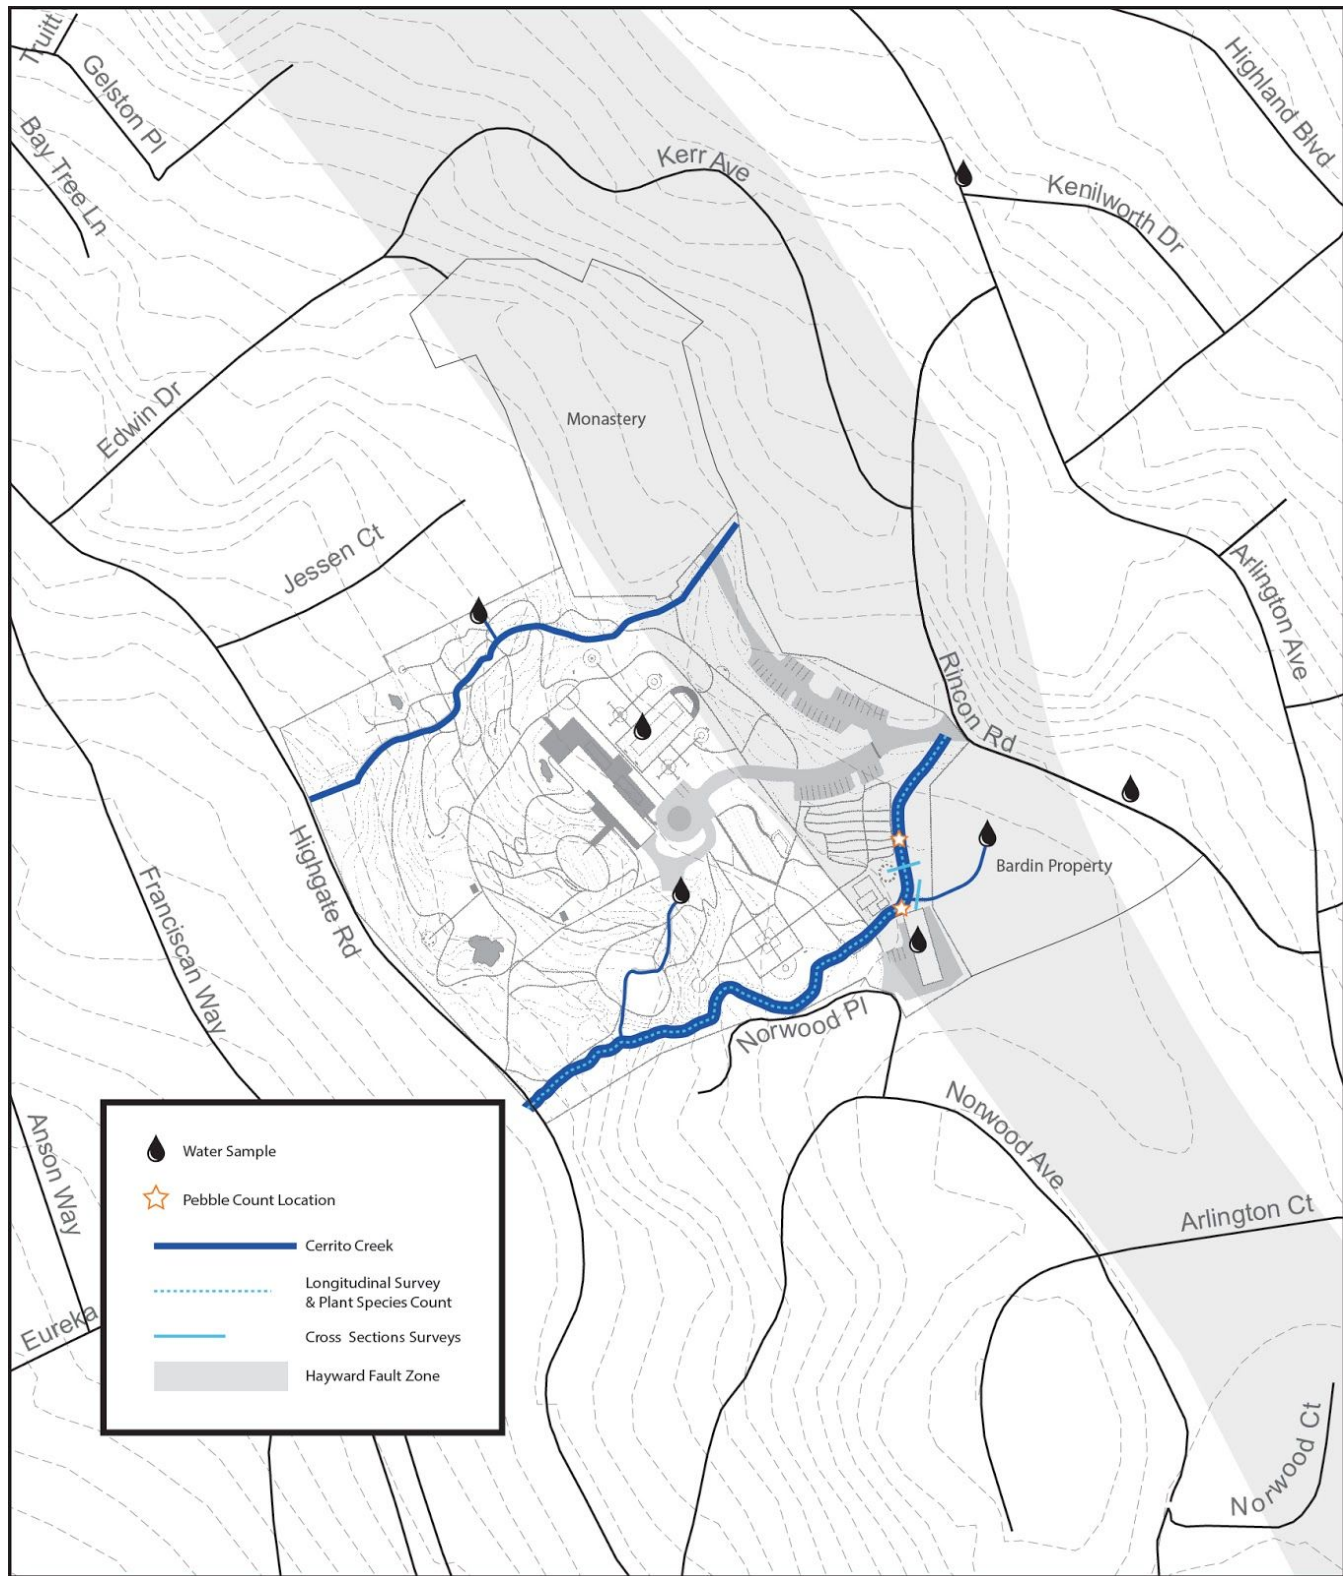 Truitt
Gelston Pl
Bay Tree Ln
Highland Blvd
Kerr Ave
Kenilworth Dr
Edwin Dr
Monastery
Jessen Ct
Arlington Ave
Rincon Rd
Highgate Rd
Franciscan Way
Bardin Property
Norwood Pl
Norwood Ave
Anson Way
Arlington Ct
Eureka
Norwood Ct
Water Sample
Pebble Count Location
Cerrito Creek
Longitudinal Survey
& Plant Species Count
Cross Sections Surveys
Hayward Fault Zone